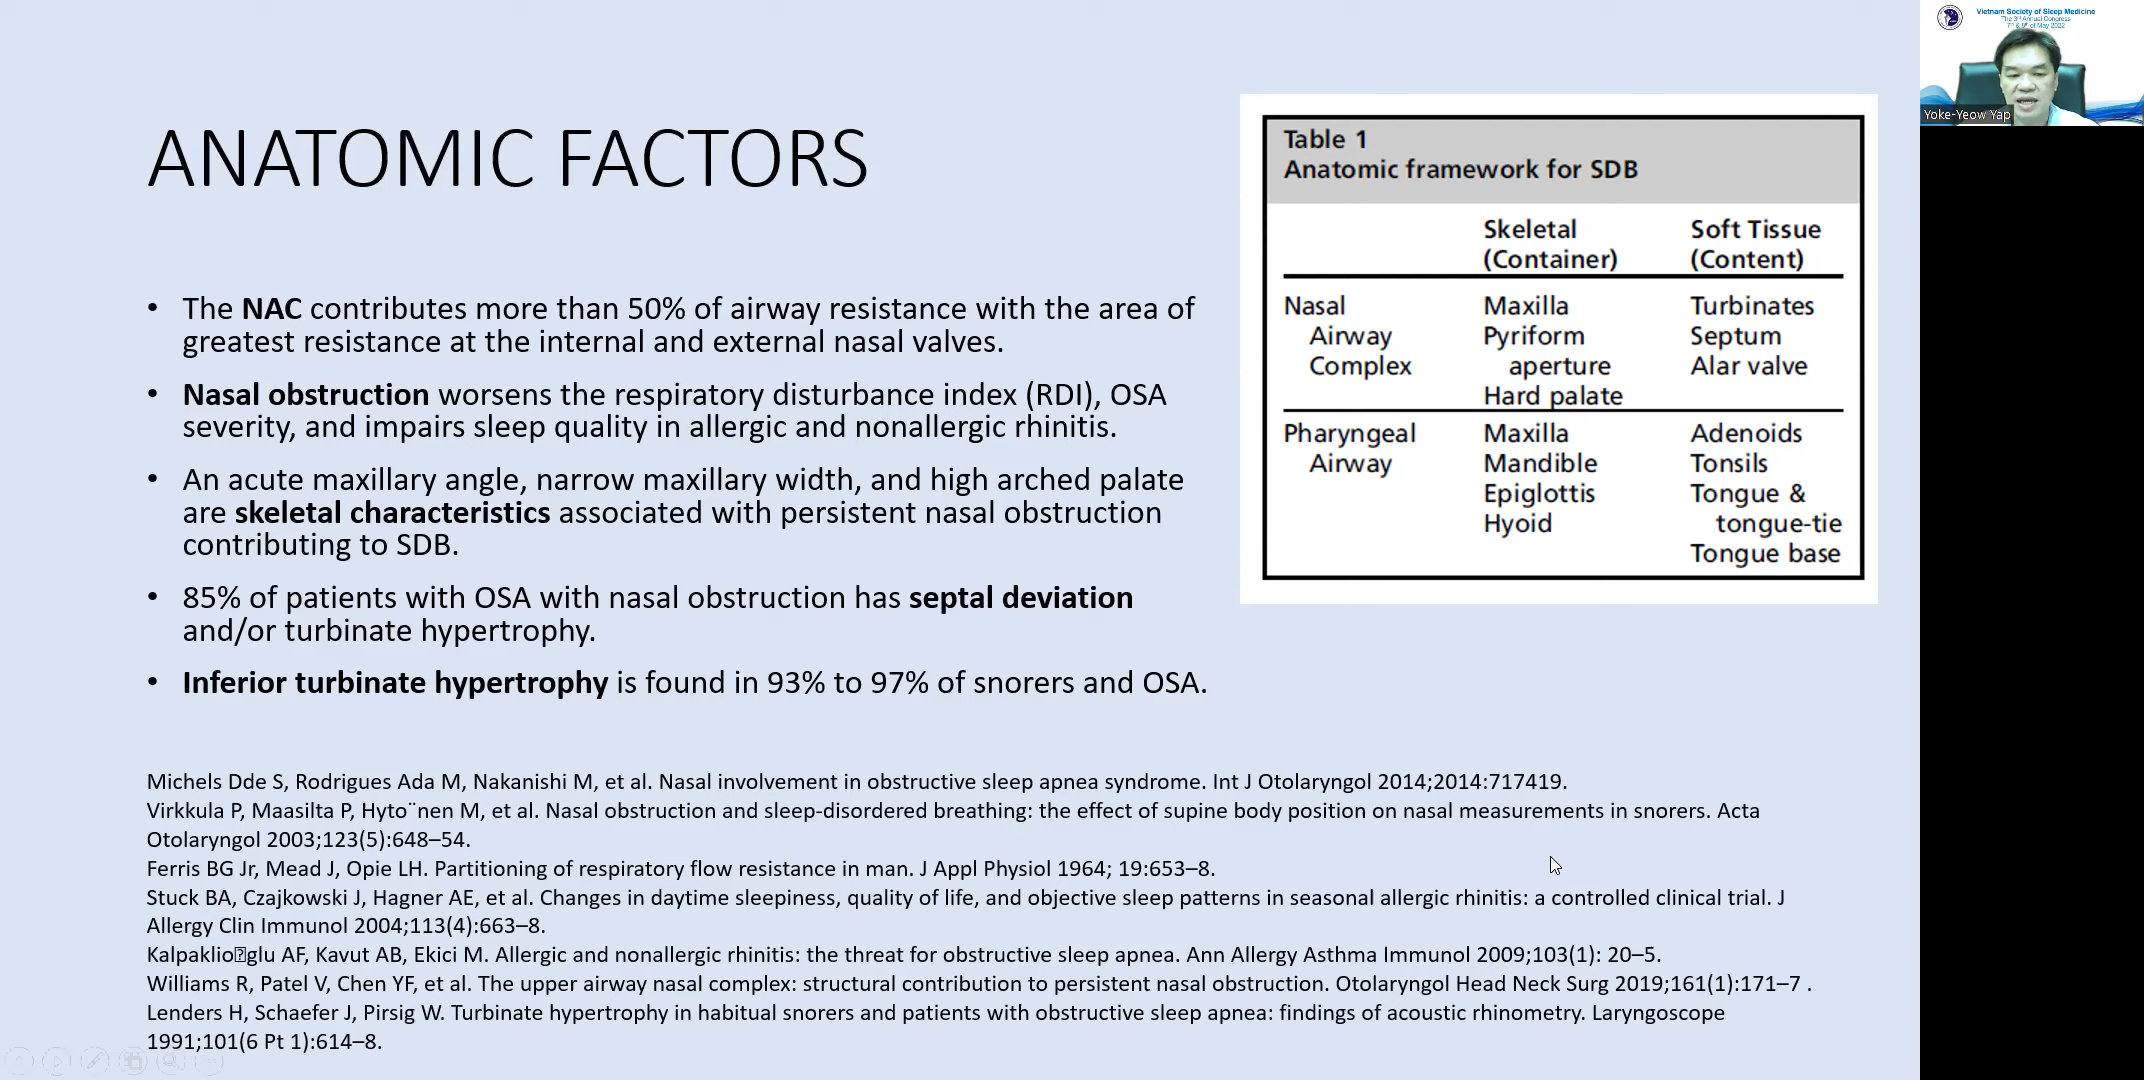 ANATOMIC FACTORS
• The NAC contributes more than 50% of airway resistance with the area of
greatest resistance at the internal and external nasal valves.
• Nasal obstruction worsens the respiratory disturbance index (RDI), OSA
severity, and impairs sleep quality in allergic and nonallergic rhinitis.
• An acute maxillary angle, narrow maxillary width, and high arched palate
are skeletal characteristics associated with persistent nasal obstruction
contributing to SDB.
• 85% of patients with OSA with nasal obstruction has septal deviation
and/or turbinate hypertrophy.
• Inferior turbinate hypertrophy is found in 93% to 97% of snorers and OSA.
Table 1
Anatomic framework for SDB
Skeletal Soft Tissue
(Container) (Content)
Nasal Maxilla Turbinates
Airway Pyriform Septum
Complex aperture Alar valve
Hard palate
Pharyngeal Maxilla Adenoids
Airway Mandible Tonsils
Epiglottis Tongue &
Hyoid tongue-tie
Tongue base
Michels Dde S, Rodrigues Ada M, Nakanishi M, et al. Nasal involvement in obstructive sleep apnea syndrome. Int J Otolaryngol 2014;2014:717419.
Virkkula P, Maasilta P, Hyto¨nen M, et al. Nasal obstruction and sleep-disordered breathing: the effect of supine body position on nasal measurements in snorers. Acta
Otolaryngol 2003;123(5):648–54.
Ferris BG Jr, Mead J, Opie LH. Partitioning of respiratory flow resistance in man. J Appl Physiol 1964; 19:653–8.
Stuck BA, Czajkowski J, Hagner AE, et al. Changes in daytime sleepiness, quality of life, and objective sleep patterns in seasonal allergic rhinitis: a controlled clinical trial. J
Allergy Clin Immunol 2004;113(4):663–8.
Kalpaklio⍰glu AF, Kavut AB, Ekici M. Allergic and nonallergic rhinitis: the threat for obstructive sleep apnea. Ann Allergy Asthma Immunol 2009;103(1): 20–5.
Williams R, Patel V, Chen YF, et al. The upper airway nasal complex: structural contribution to persistent nasal obstruction. Otolaryngol Head Neck Surg 2019;161(1):171–7 .
Lenders H, Schaefer J, Pirsig W. Turbinate hypertrophy in habitual snorers and patients with obstructive sleep apnea: findings of acoustic rhinometry. Laryngoscope
1991;101(6 Pt 1):614–8.
Vietnam Society of Sleep Medicine
The 3rd Annual Congress
7th & 8th of May 2022
Yoke-Yeow Yap